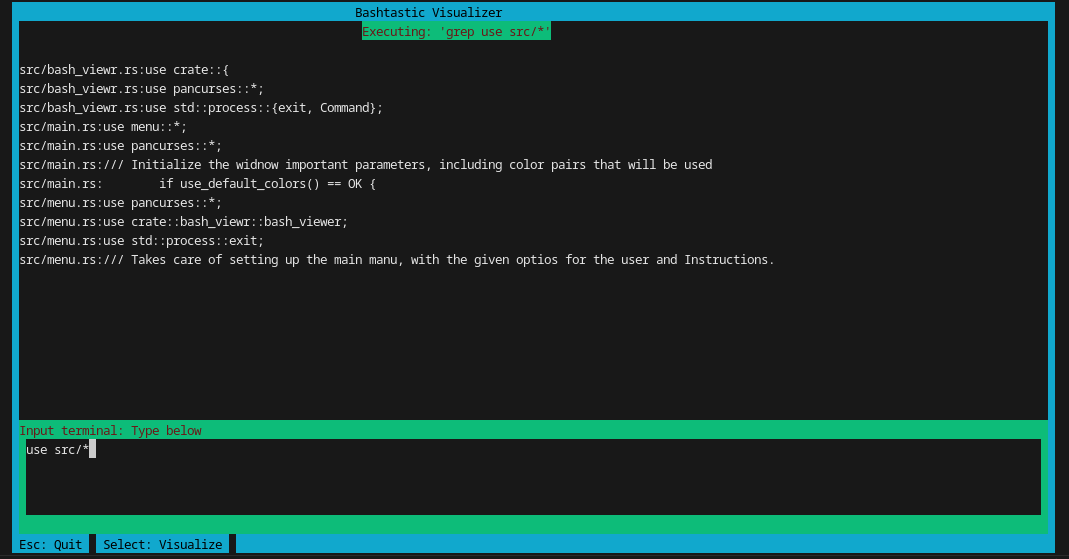 Bashtastic Visualizer
Executing: 'grep use src/*'
src/bash_viewr.rs:use crate::{
src/bash_viewr.rs:use pancurses::*;
src/bash_viewr.rs:use std::process::{exit, Command};
src/main.rs:use menu::*;
src/main.rs:use pancurses::*;
src/main.rs:/// Initialize the widnow important parameters, including color pairs that will be used
src/main.rs:        if use_default_colors() == OK {
src/menu.rs:use pancurses::*;
src/menu.rs:use crate::bash_viewr::bash_viewer;
src/menu.rs:use std::process::exit;
src/menu.rs:/// Takes care of setting up the main manu, with the given optios for the user and Instructions.
Input terminal: Type below
use src/*
Esc: Quit  Select: Visualize